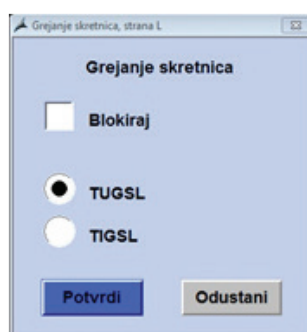 Grejanje skretnica, strana L
Grejanje skretnica
Blokiraj
TUGSL
TIGSL
Potvrdi Odustani